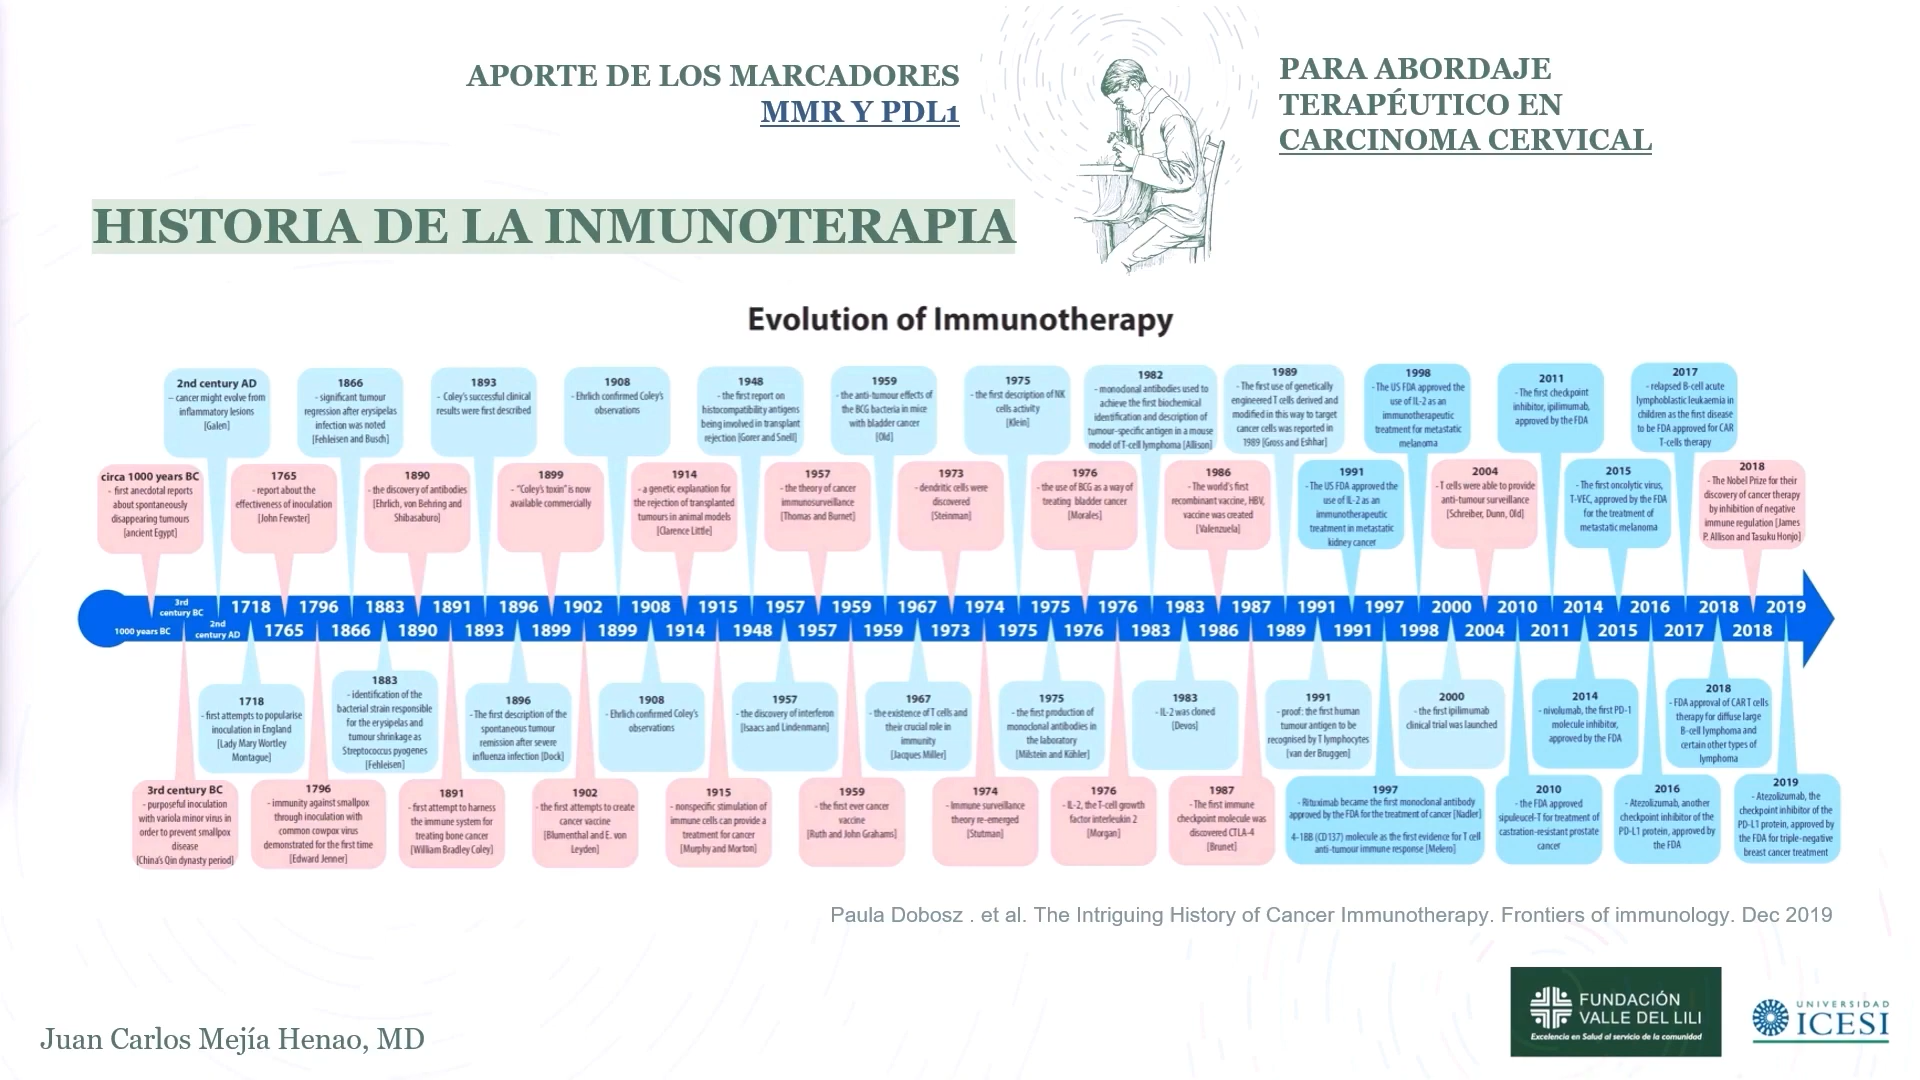 APORTE DE LOS MARCADORES
MMR Y PDL1
PARA ABORDAJE
TERAPÉUTICO EN
CARCINOMA CERVICAL
HISTORIA DE LA INMUNOTERAPIA
Evolution of Immunotherapy
2nd century AD
– cancer might evolve from
inflammatory lesions
[Galen]
1866
- significant tumour
regression after erysipelas
infection was noted
[Fehleisen and Busch]
1893
- Coley's successful clinical
results were first described
1908
- Ehrlich confirmed Coley's
observations
1948
- the first report on
histocompatibility antigens
being involved in transplant
rejection [Gorer and Snell]
1959
- the anti-tumour effects of
the BCG bacteria in mice
with bladder cancer
[Old]
1975
- the first description of NK
cells activity
[Klein]
1982
- monoclonal antibodies used to
achieve the first biochemical
identification and description of
tumour-specific antigen in a mouse
model of T-cell lymphoma [Allison]
1989
- The first use of genetically
engineered T cells derived and
modified in this way to target
cancer cells was reported in
1989 [Gross and Eshhar]
1998
- The US FDA approved the
use of IL-2 as an
immunotherapeutic
treatment for metastatic
melanoma
2011
- The first checkpoint
inhibitor, ipilimumab,
approved by the FDA
2017
- relapsed B-cell acute
lymphoblastic leukaemia in
children as the first disease
to be FDA approved for CAR
T-cells therapy
circa 1000 years BC
- first anecdotal reports
about spontaneously
disappearing tumours
[ancient Egypt]
1765
- report about the
effectiveness of inoculation
[John Fewster]
1890
- the discovery of antibodies
[Ehrlich, von Behring and
Shibasaburo]
1899
- "Coley's toxin" is now
available commercially
1914
- a genetic explanation for
the rejection of transplanted
tumours in animal models
[Clarence Little]
1957
- the theory of cancer
immunosurveillance
[Thomas and Burnet]
1973
- dendritic cells were
discovered
[Steinman]
1976
- the use of BCG as a way of
treating bladder cancer
[Morales]
1986
- The world's first
recombinant vaccine, HBV,
vaccine was created
[Valenzuela]
1991
- The US FDA approved the
use of IL-2 as an
immunotherapeutic
treatment in metastatic
kidney cancer
2004
- T cells were able to provide
anti-tumour surveillance
[Schreiber, Dunn, Old]
2015
- The first oncolytic virus,
T-VEC, approved by the FDA
for the treatment of
metastatic melanoma
2018
- The Nobel Prize for their
discovery of cancer therapy
by inhibition of negative
immune regulation [James
P. Allison and Tasuku Honjo]
3rd
century BC
1718 1796 1883 1891 1896 1902 1908 1915 1957 1959 1967 1974 1975 1976 1983 1987 1991 1997 2000 2010 2014 2016 2018 2019
1000 years BC
2nd
century AD
1765 1866 1890 1893 1899 1899 1914 1948 1957 1959 1973 1975 1976 1983 1986 1989 1991 1998 2004 2011 2015 2017 2018
1718
- first attempts to popularise
inoculation in England
[Lady Mary Wortley
Montague]
1883
- identification of the
bacterial strain responsible
for the erysipelas and
tumour shrinkage as
Streptococcus pyogenes
[Fehleisen]
1896
- The first description of the
spontaneous tumour
remission after severe
influenza infection [Dock]
1908
- Ehrlich confirmed Coley's
observations
1957
- the discovery of interferon
[Isaacs and Lindenmann]
1967
- the existence of T cells and
their crucial role in
immunity
[Jacques Miller]
1975
- the first production of
monoclonal antibodies in
the laboratory
[Milstein and Köhler]
1983
- IL-2 was cloned
[Devos]
1991
- proof: the first human
tumour antigen to be
recognised by T lymphocytes
[van der Bruggen]
2000
- the first ipilimumab
clinical trial was launched
2014
- nivolumab, the first PD-1
molecule inhibitor,
approved by the FDA
2018
- FDA approval of CAR T cells
therapy for diffuse large
B-cell lymphoma and
certain other types of
lymphoma
3rd century BC
- purposeful inoculation
with variola minor virus in
order to prevent smallpox
disease
[China's Qin dynasty period]
1796
- immunity against smallpox
through inoculation with
common cowpox virus
demonstrated for the first time
[Edward Jenner]
1891
- first attempt to harness
the immune system for
treating bone cancer
[William Bradley Coley]
1902
- the first attempts to create
cancer vaccine
[Blumenthal and E. von
Leyden]
1915
- nonspecific stimulation of
immune cells can provide a
treatment for cancer
[Murphy and Morton]
1959
- the first ever cancer
vaccine
[Ruth and John Grahams]
1974
- Immune surveillance
theory re-emerged
[Stutman]
1976
- IL-2, the T-cell growth
factor interleukin 2
[Morgan]
1987
- The first immune
checkpoint molecule was
discovered CTLA-4
[Brunet]
1997
- Rituximab became the first monoclonal antibody
approved by the FDA for the treatment of cancer [Nadler]
4-1BB (CD137) molecule as the first evidence for T cell
anti-tumour immune response [Melero]
2010
- the FDA approved
sipuleucel-T for treatment of
castration-resistant prostate
cancer
2016
- Atezolizumab, another
checkpoint inhibitor of the
PD-L1 protein, approved by
the FDA
2019
- Atezolizumab, the
checkpoint inhibitor of the
PD-L1 protein, approved by
the FDA for triple-negative
breast cancer treatment
Paula Dobosz . et al. The Intriguing History of Cancer Immunotherapy. Frontiers of immunology. Dec 2019
Juan Carlos Mejía Henao, MD
FUNDACIÓN
VALLE DEL LILI
Excelencia en Salud al servicio de la comunidad
UNIVERSIDAD
ICESI